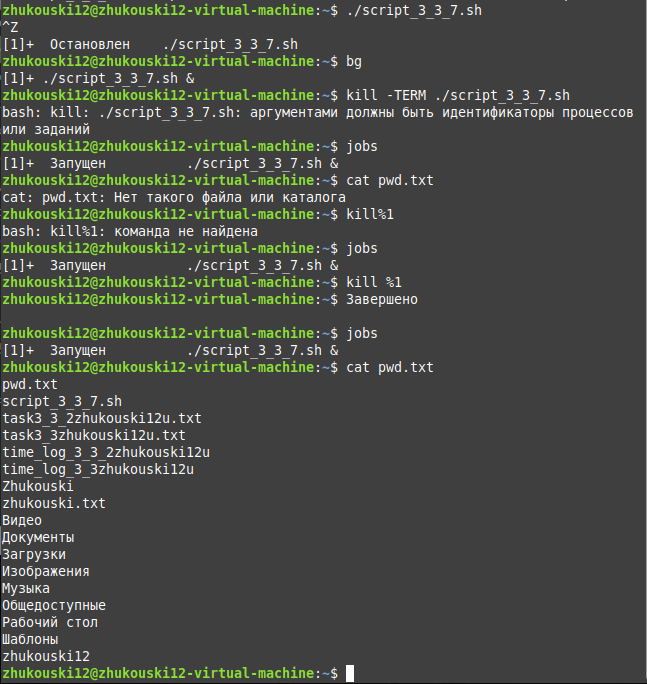 zhukouski12@zhukouski12-virtual-machine:~$ ./script_3_3_7.sh
^Z
[1]+  Остановлен    ./script_3_3_7.sh
zhukouski12@zhukouski12-virtual-machine:~$ bg
[1]+ ./script_3_3_7.sh &
zhukouski12@zhukouski12-virtual-machine:~$ kill -TERM ./script_3_3_7.sh
bash: kill: ./script_3_3_7.sh: аргументами должны быть идентификаторы процессов
или заданий
zhukouski12@zhukouski12-virtual-machine:~$ jobs
[1]+  Запущен          ./script_3_3_7.sh &
zhukouski12@zhukouski12-virtual-machine:~$ cat pwd.txt
cat: pwd.txt: Нет такого файла или каталога
zhukouski12@zhukouski12-virtual-machine:~$ kill%1
bash: kill%1: команда не найдена
zhukouski12@zhukouski12-virtual-machine:~$ jobs
[1]+  Запущен          ./script_3_3_7.sh &
zhukouski12@zhukouski12-virtual-machine:~$ kill %1
zhukouski12@zhukouski12-virtual-machine:~$ Завершено
zhukouski12@zhukouski12-virtual-machine:~$ jobs
[1]+  Запущен          ./script_3_3_7.sh &
zhukouski12@zhukouski12-virtual-machine:~$ cat pwd.txt
pwd.txt
script_3_3_7.sh
task3_3_2zhukouski12u.txt
task3_3zhukouski12u.txt
time_log_3_3_2zhukouski12u
time_log_3_3zhukouski12u
Zhukouski
zhukouski.txt
Видео
Документы
Загрузки
Изображения
Музыка
Общедоступные
Рабочий стол
Шаблоны
zhukouski12
zhukouski12@zhukouski12-virtual-machine:~$